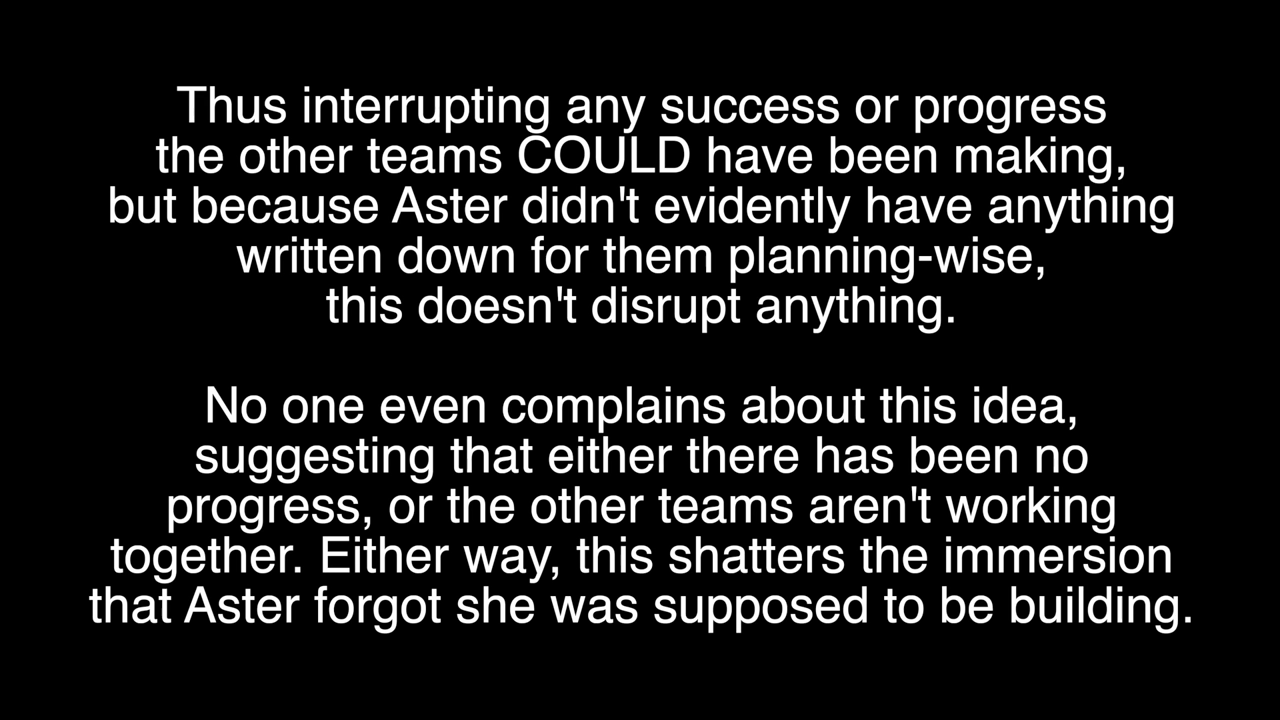 Thus interrupting any success or progress
the other teams COULD have been making,
but because Aster didn't evidently have anything
written down for them planning-wise,
this doesn't disrupt anything.
No one even complains about this idea,
suggesting that either there has been no
progress, or the other teams aren't working
together. Either way, this shatters the immersion
that Aster forgot she was supposed to be building.